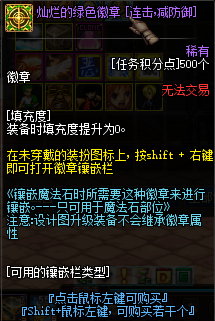 灿烂的绿色徽章 [连击,减防御]
稀有
[任务积分点]500个
徽章
无法交易
[填充度]
装备时填充度提升为0。
在未穿戴的装扮图标上，按shift + 右键
即可打开徽章镶嵌栏
《镶嵌魔法石时所需要这种徽章来进行
镶嵌。---只可用于魔法石部位》
注意:设计图升级装备不会继承徽章属
性
[可用的镶嵌栏类型]
『点击鼠标左键可购买』
『Shift+鼠标左键，可购买若干个』